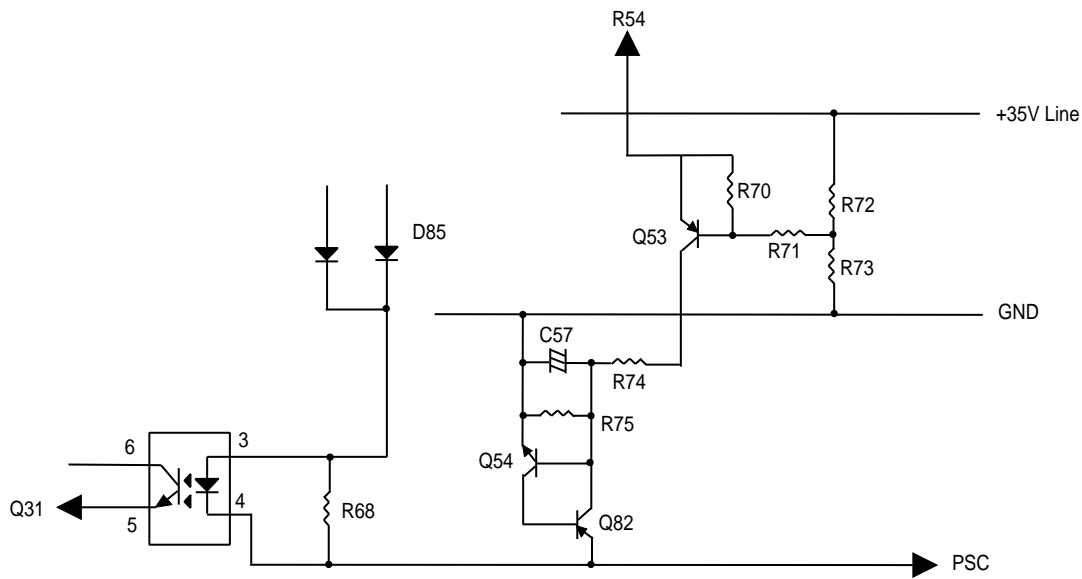 R54
+35V Line
R70
R72
D85
Q53
R71
R73
GND
C57
R74
R75
6
3
Q54
Q31
4
R68
Q82
5
PSC